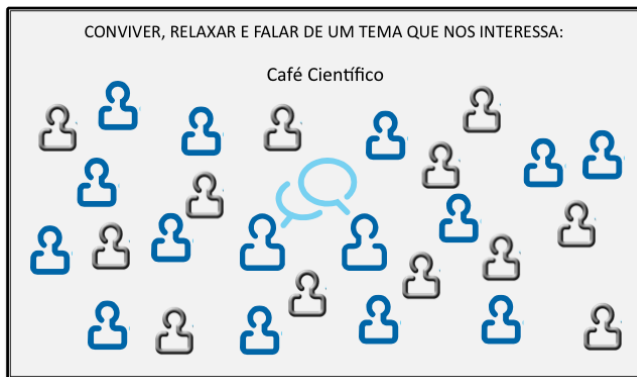 CONVIVER, RELAXAR E FALAR DE UM TEMA QUE NOS INTERESSA:
Café Científico